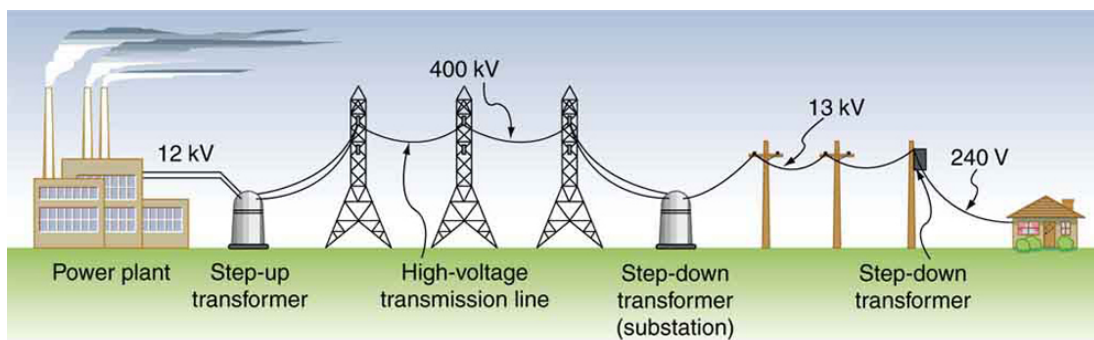 400 kV
13 kV
12 kV
240 V
Power plant
Step-up
transformer
High-voltage
transmission line
Step-down
transformer
(substation)
Step-down
transformer